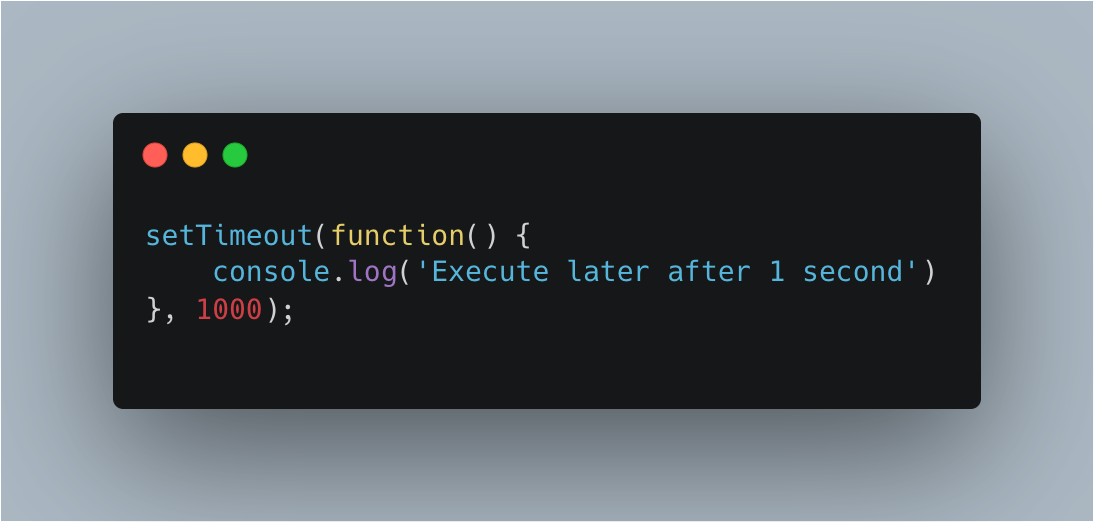 setTimeout(function() {
    console.log('Execute later after 1 second')
}, 1000);